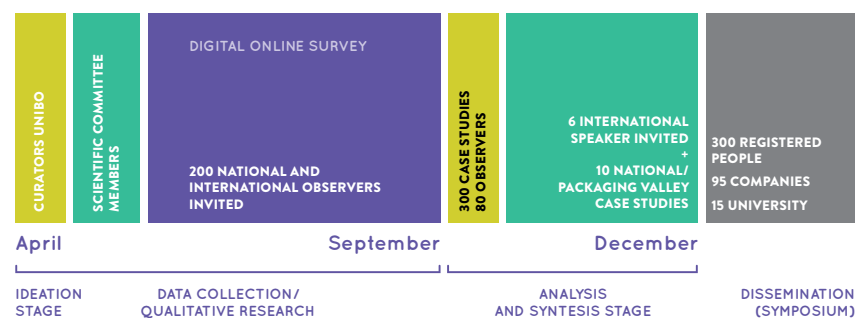 CURATORS UNIBO
SCIENTIFIC COMMITTEE
MEMBERS
DIGITAL ONLINE SURVEY
200 NATIONAL AND
INTERNATIONAL OBSERVERS
INVITED
300 CASE STUDIES
80 OBSERVERS
6 INTERNATIONAL
SPEAKER INVITED
+
10 NATIONAL/
PACKAGING VALLEY
CASE STUDIES
300 REGISTERED
PEOPLE
95 COMPANIES
15 UNIVERSITY
April
September
December
IDEATION
STAGE
DATA COLLECTION/
QUALITATIVE RESEARCH
ANALYSIS
AND SYNTESIS STAGE
DISSEMINATION
(SYMPOSIUM)